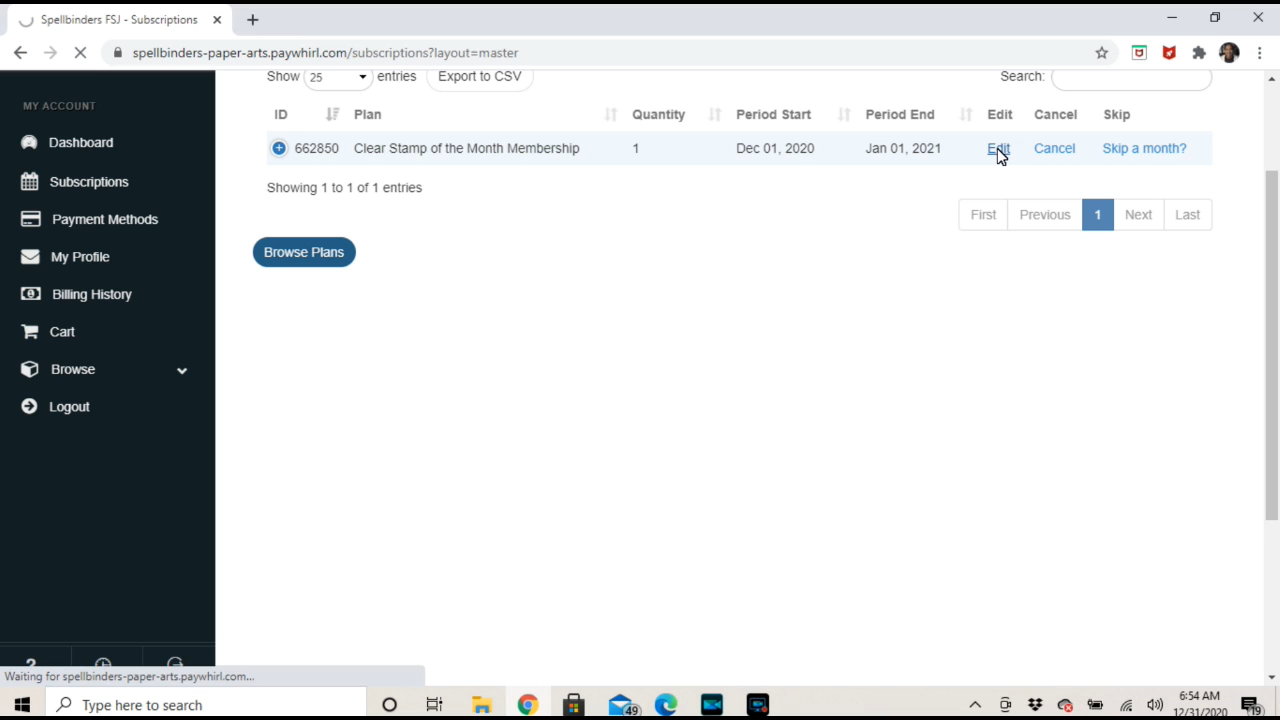 Spellbinders FSJ - Subscriptions
spellbinders-paper-arts.paywhirl.com/subscriptions?layout=master
MY ACCOUNT
Dashboard
Subscriptions
Payment Methods
My Profile
Billing History
Cart
Browse
Logout
?
Show 25 entries Export to CSV Search:
ID Plan Quantity Period Start Period End Edit Cancel Skip
662850 Clear Stamp of the Month Membership 1 Dec 01, 2020 Jan 01, 2021 Edit Cancel Skip a month?
Showing 1 to 1 of 1 entries
First Previous 1 Next Last
Browse Plans
Waiting for spellbinders-paper-arts.paywhirl.com...
Type here to search
49
6:54 AM
12/31/2020
19